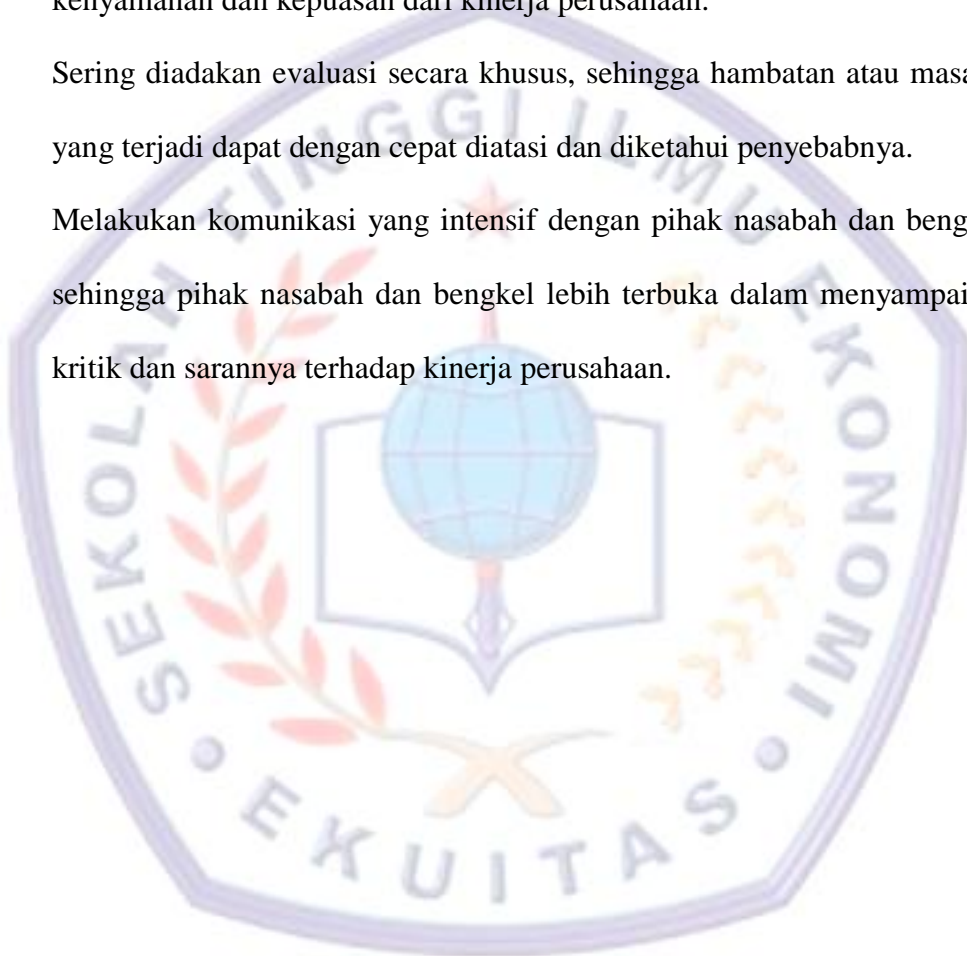 kenyamanan dan kepuasan dari kinerja perusahaan.
Sering diadakan evaluasi secara khusus, sehingga hambatan atau masa
yang terjadi dapat dengan cepat diatasi dan diketahui penyebabnya.
Melakukan komunikasi yang intensif dengan pihak nasabah dan beng
sehingga pihak nasabah dan bengkel lebih terbuka dalam menyampai
kritik dan sarannya terhadap kinerja perusahaan.
SEKOLAH TINGGI ILMU EKONOMI
EKUITAS